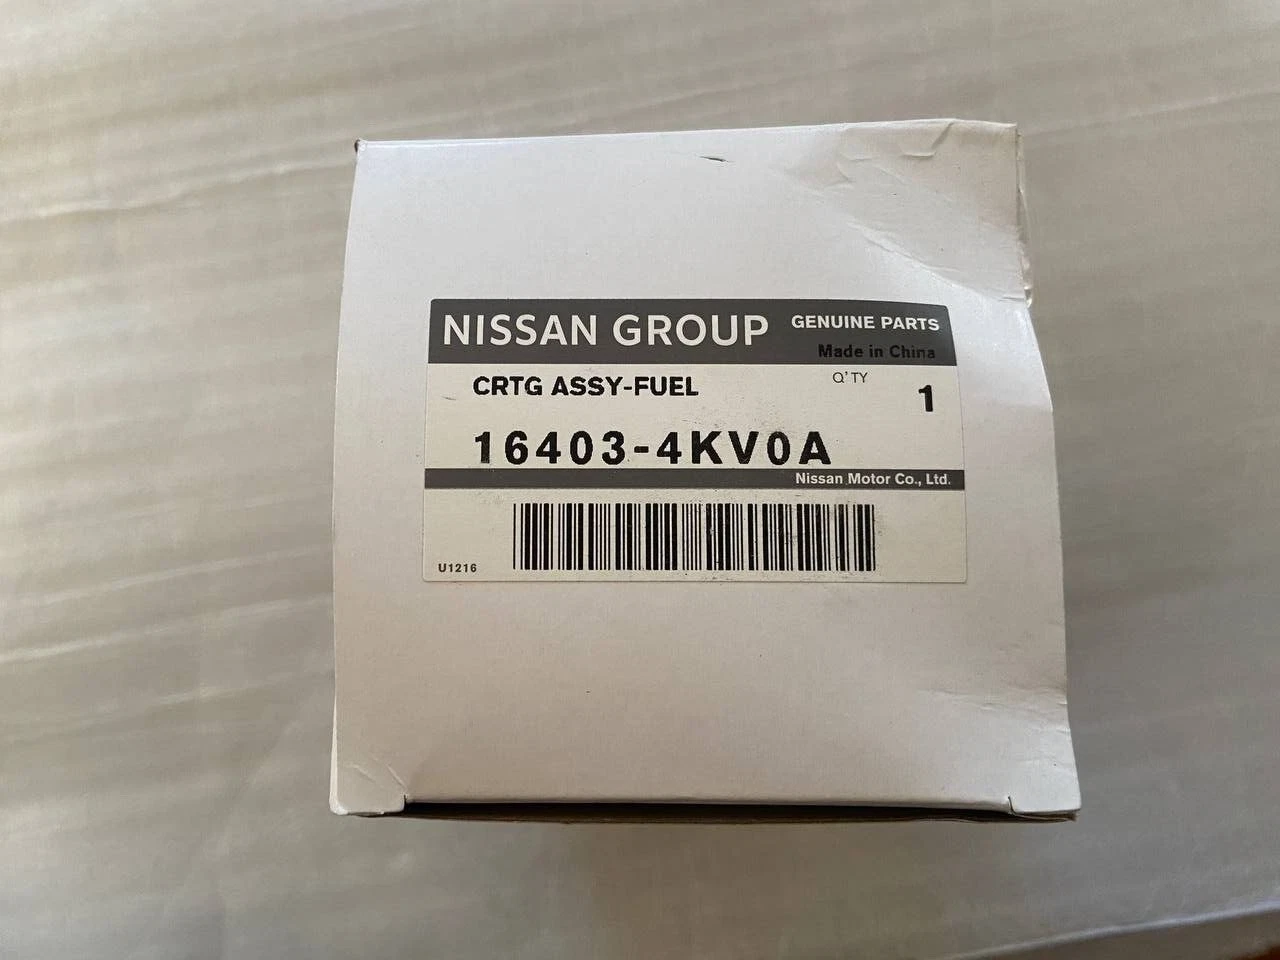 NISSAN GROUP GENUINE PARTS
Made in China
CRTG ASSY-FUEL Q'TY 1
16403-4KV0A
Nissan Motor Co., Ltd.
U1216